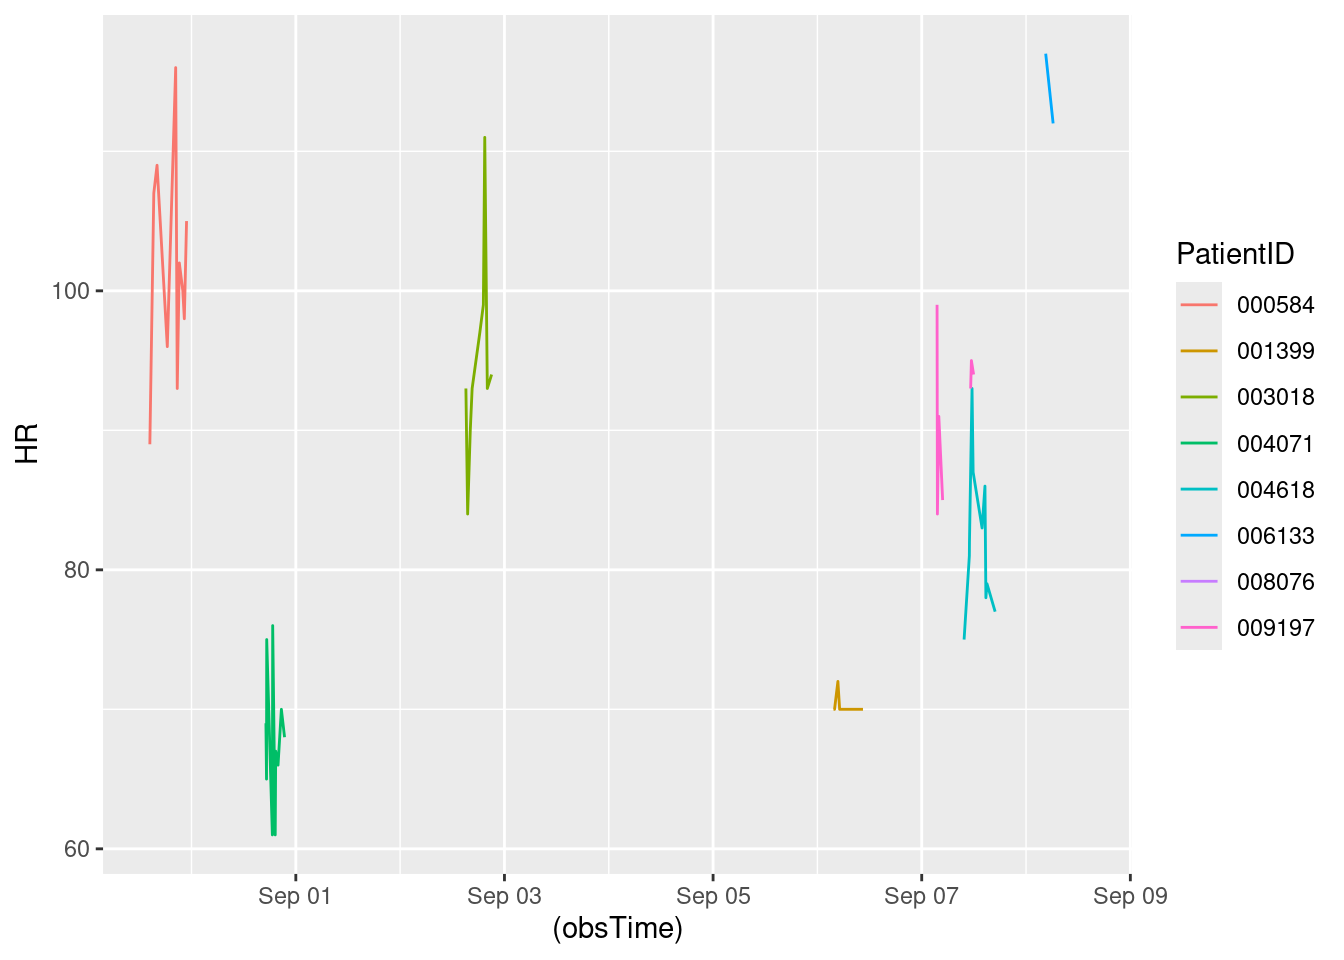 HR
100
80
60
Sep 01
Sep 03
Sep 05
Sep 07
Sep 09
(obsTime)
PatientID
000584
001399
003018
004071
004618
006133
008076
009197